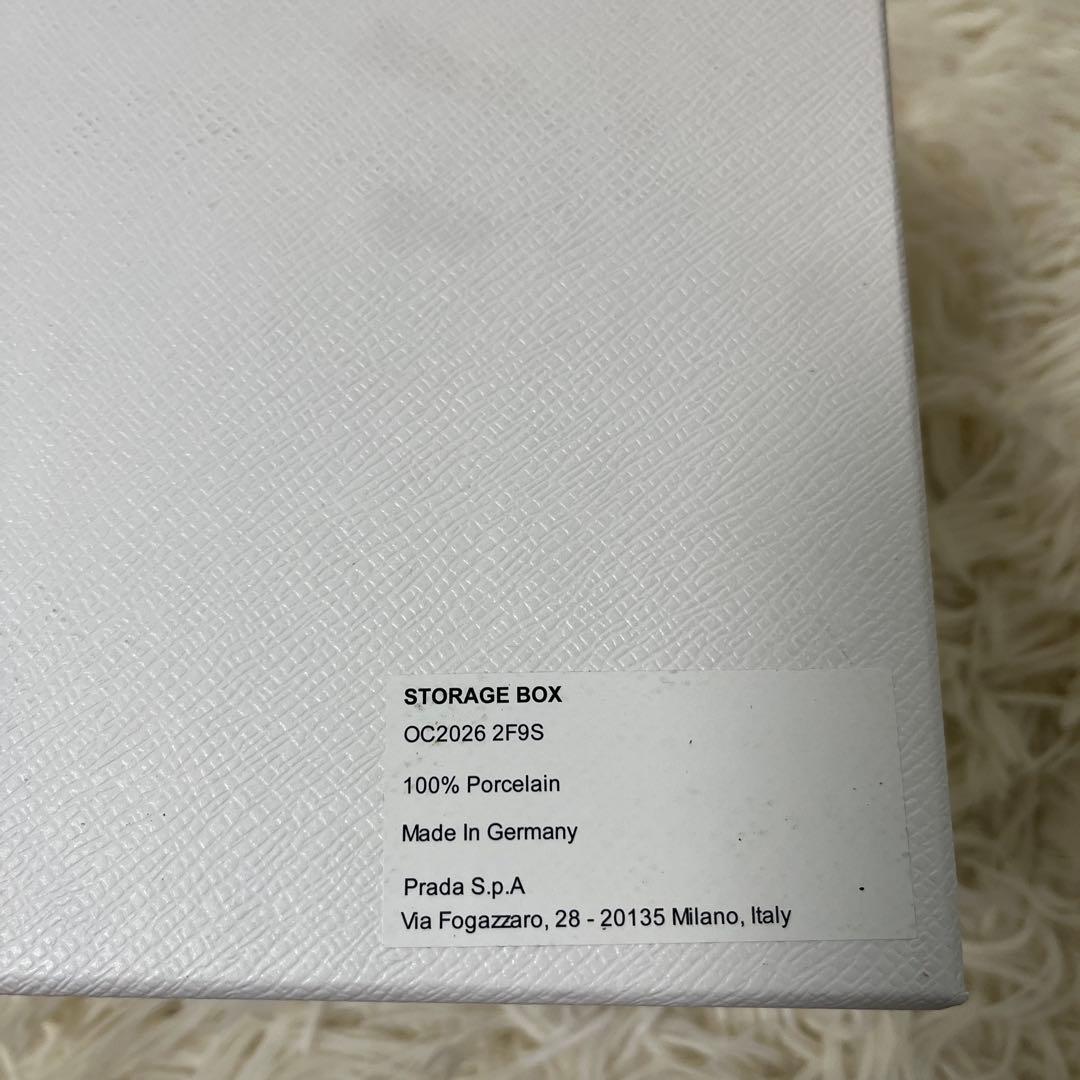 STORAGE BOX
OC2026 2F9S
100% Porcelain
Made In Germany
Prada S.p.A
Via Fogazzaro, 28 - 20135 Milano, Italy